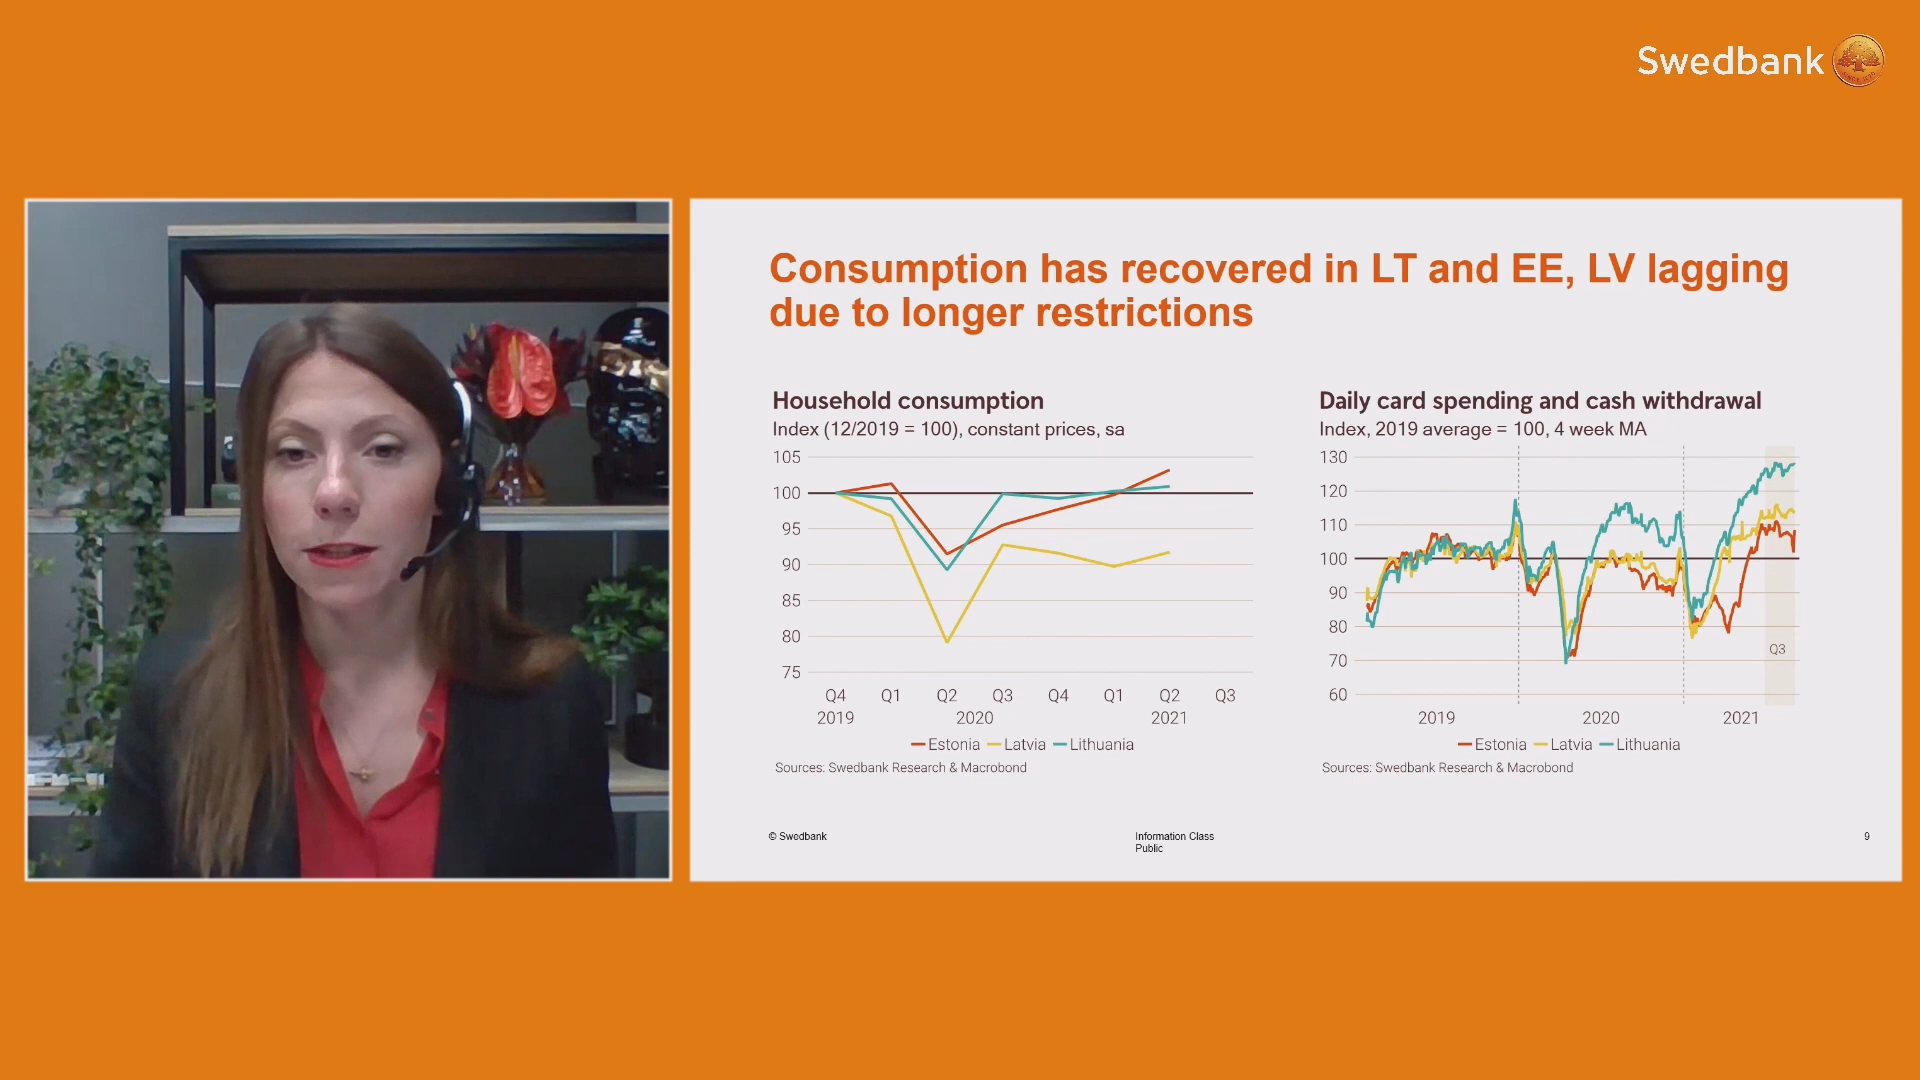 Swedbank
Consumption has recovered in LT and EE, LV lagging
due to longer restrictions
Household consumption
Index (12/2019 = 100), constant prices, sa
105
100
95
90
85
80
75
Q4 Q1 Q2 Q3 Q4 Q1 Q2 Q3
2019 2020 2021
Estonia Latvia Lithuania
Sources: Swedbank Research & Macrobond
Daily card spending and cash withdrawal
Index, 2019 average = 100, 4 week MA
130
120
110
100
90
80
70
60
Q3
2019 2020 2021
Estonia Latvia Lithuania
Sources: Swedbank Research & Macrobond
© Swedbank
Information Class
Public
9